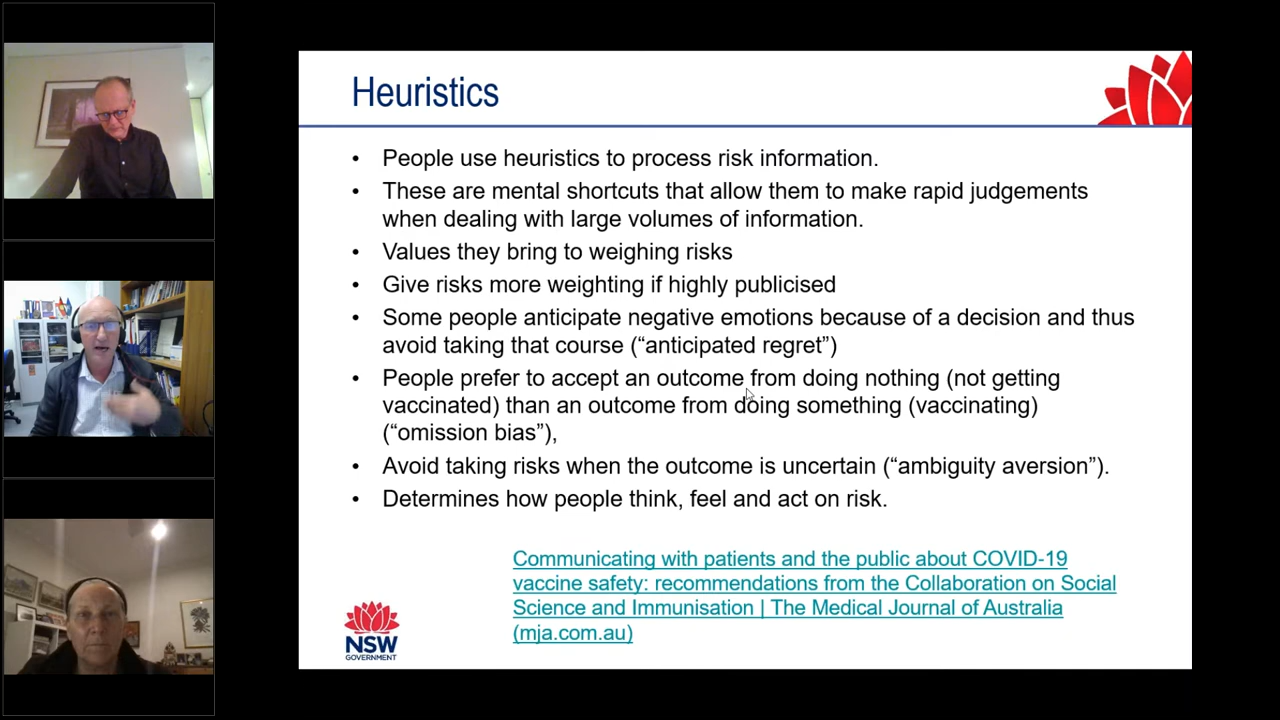 Heuristics
• People use heuristics to process risk information.
• These are mental shortcuts that allow them to make rapid judgements
when dealing with large volumes of information.
• Values they bring to weighing risks
• Give risks more weighting if highly publicised
• Some people anticipate negative emotions because of a decision and thus
avoid taking that course (“anticipated regret”)
• People prefer to accept an outcome from doing nothing (not getting
vaccinated) than an outcome from doing something (vaccinating)
(“omission bias”),
• Avoid taking risks when the outcome is uncertain (“ambiguity aversion”).
• Determines how people think, feel and act on risk.
Communicating with patients and the public about COVID-19
vaccine safety: recommendations from the Collaboration on Social
Science and Immunisation | The Medical Journal of Australia
(mja.com.au)
NSW
GOVERNMENT